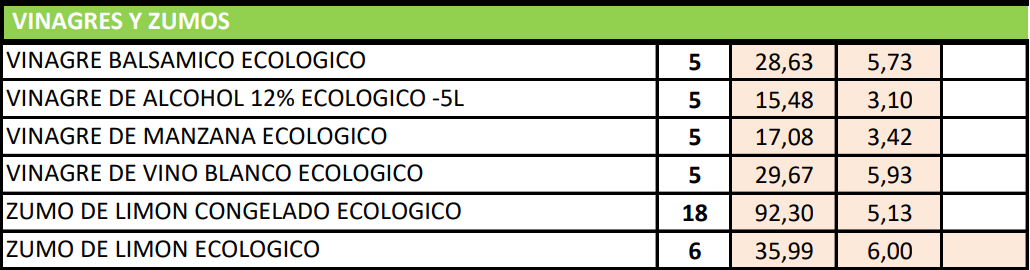 VINAGRES Y ZUMOS
VINAGRE BALSAMICO ECOLOGICO 5 28,63 5,73
VINAGRE DE ALCOHOL 12% ECOLOGICO -5L 5 15,48 3,10
VINAGRE DE MANZANA ECOLOGICO 5 17,08 3,42
VINAGRE DE VINO BLANCO ECOLOGICO 5 29,67 5,93
ZUMO DE LIMON CONGELADO ECOLOGICO 18 92,30 5,13
ZUMO DE LIMON ECOLOGICO 6 35,99 6,00